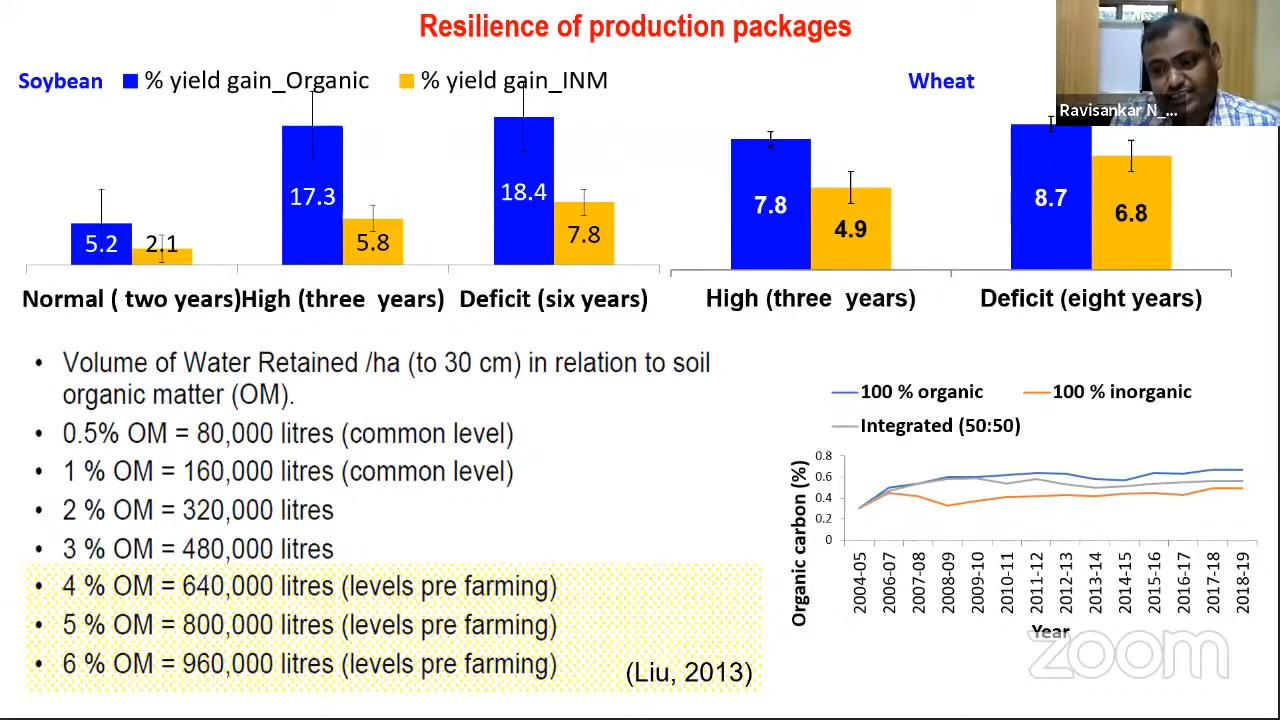 Resilience of production packages
Soybean % yield gain_Organic % yield gain_INM
Wheat
Ravisankar N_...
5.2 2.1 17.3 5.8 18.4 7.8
7.8 4.9 8.7 6.8
Normal ( two years) High (three years) Deficit (six years)
High (three years) Deficit (eight years)
• Volume of Water Retained /ha (to 30 cm) in relation to soil
organic matter (OM).
• 0.5% OM = 80,000 litres (common level)
• 1 % OM = 160,000 litres (common level)
• 2 % OM = 320,000 litres
• 3 % OM = 480,000 litres
• 4 % OM = 640,000 litres (levels pre farming)
• 5 % OM = 800,000 litres (levels pre farming)
• 6 % OM = 960,000 litres (levels pre farming)
(Liu, 2013)
100 % organic 100 % inorganic
Integrated (50:50)
Organic carbon (%)
0.8
0.6
0.4
0.2
0
2004-05 2006-07 2007-08 2008-09 2009-10 2010-11 2011-12 2012-13 2013-14 2014-15 2015-16 2016-17 2017-18 2018-19
Year
zoom